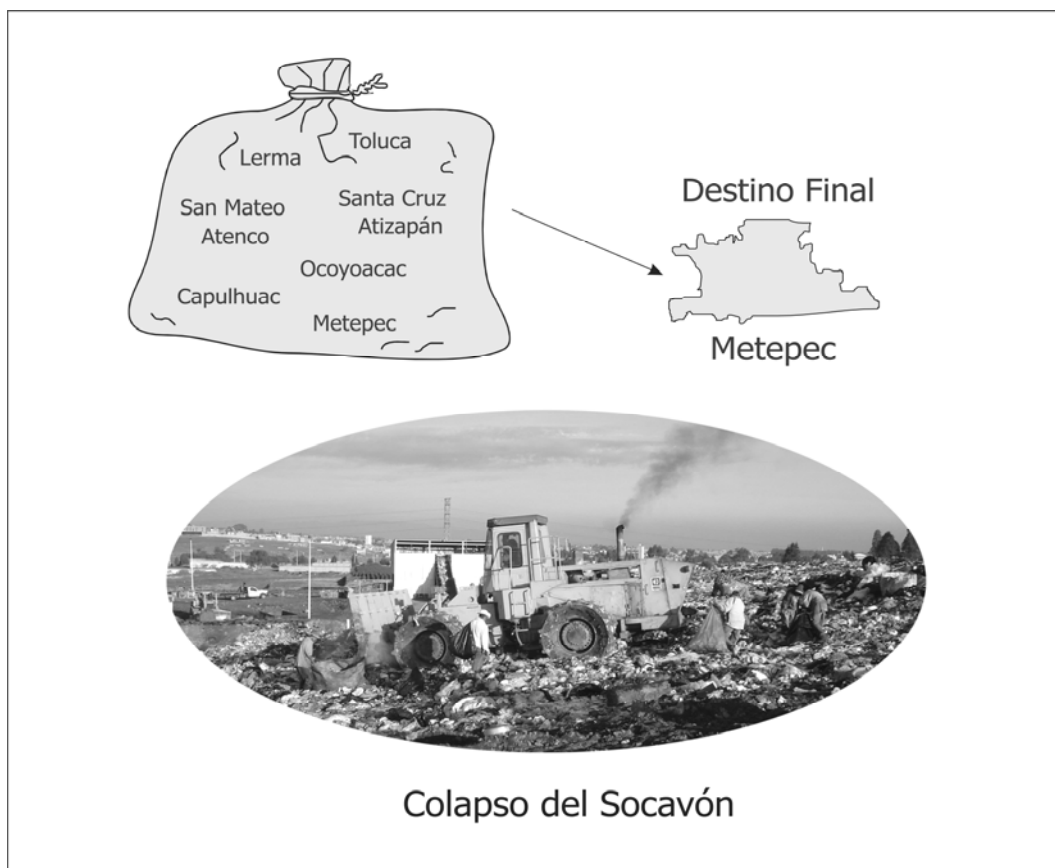 Toluca
Lerma
Santa Cruz
San Mateo
Atizapán
Atenco
Ocoyoacac
Capulhuac
Metepec
Destino Final
Metepec
Colapso del Socavón